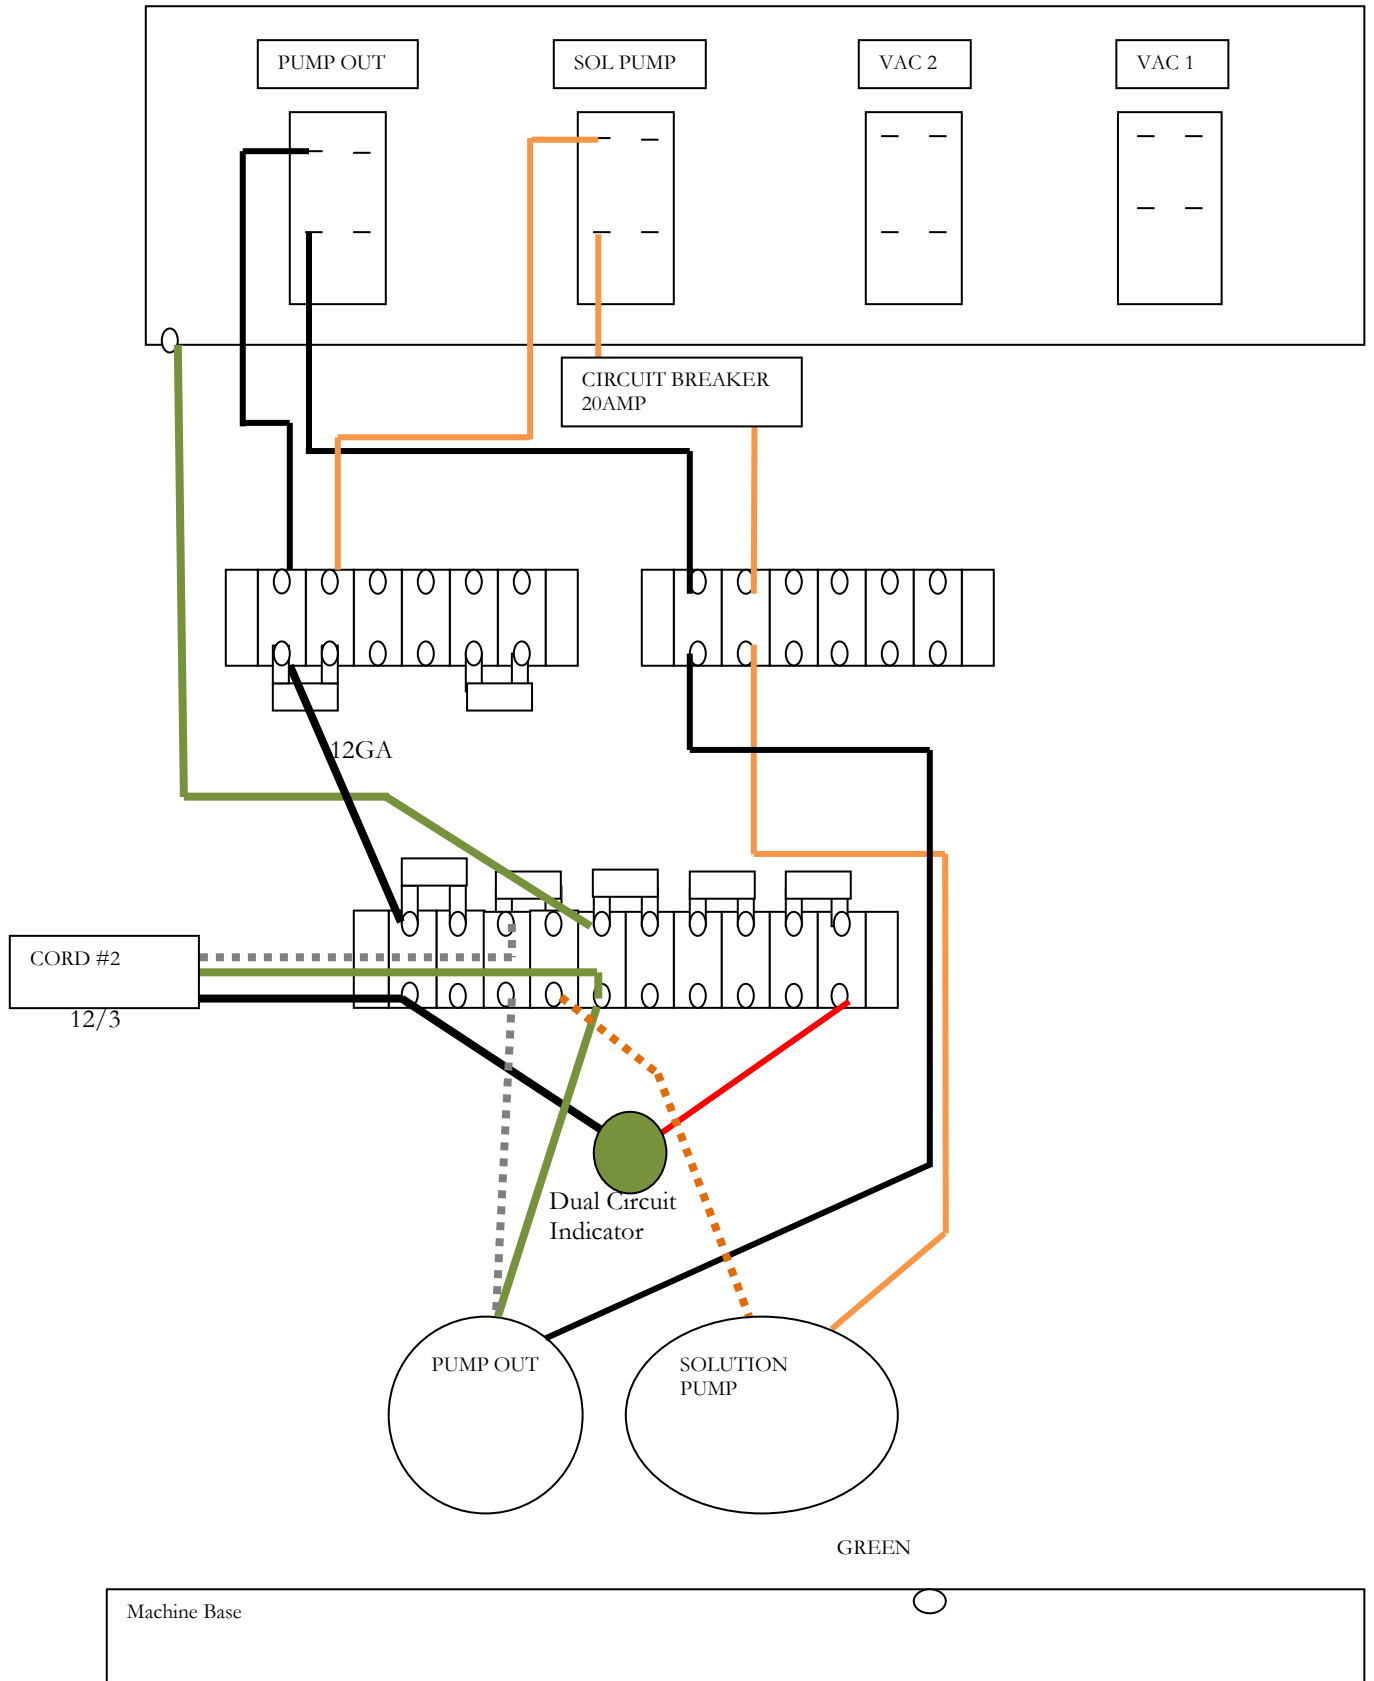 PUMP OUT
SOL PUMP
VAC 2
VAC 1
CIRCUIT BREAKER
20AMP
12GA
CORD #2
12/3
Dual Circuit
Indicator
PUMP OUT
SOLUTION
PUMP
GREEN
Machine Base